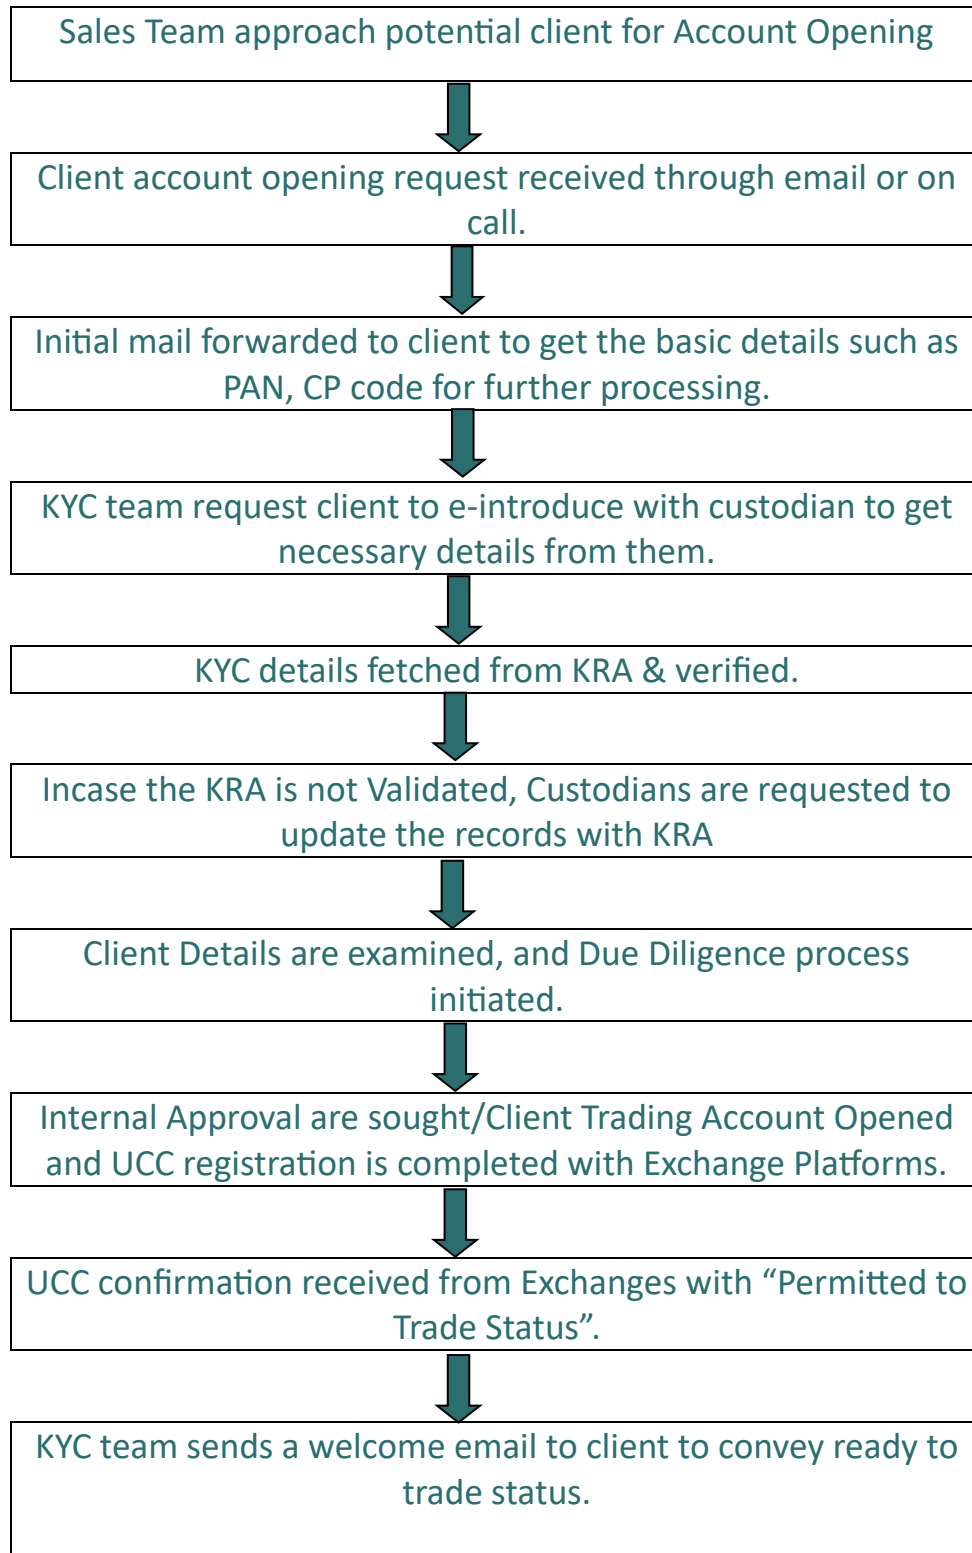 Sales Team approach potential client for Account Opening
Client account opening request received through email or on
call.
Initial mail forwarded to client to get the basic details such as
PAN, CP code for further processing.
KYC team request client to e-introduce with custodian to get
necessary details from them.
KYC details fetched from KRA & verified.
Incase the KRA is not Validated, Custodians are requested to
update the records with KRA
Client Details are examined, and Due Diligence process
initiated.
Internal Approval are sought/Client Trading Account Opened
and UCC registration is completed with Exchange Platforms.
UCC confirmation received from Exchanges with “Permitted to
Trade Status”.
KYC team sends a welcome email to client to convey ready to
trade status.